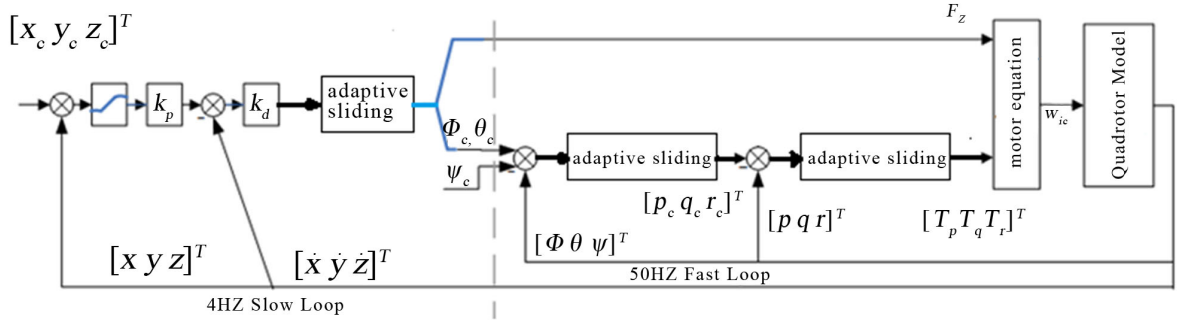 [x_c y_c z_c]^T
F_Z
k_p
k_d
adaptive
sliding
motor equation
Quadrotor Model
w_ic
Φ_c, θ_c
ψ_c
adaptive sliding
adaptive sliding
[p_c q_c r_c]^T
[p q r]^T
[T_p T_q T_r]^T
[Φ θ ψ]^T
[x y z]^T
[ẋ ẏ ż]^T
50HZ Fast Loop
4HZ Slow Loop